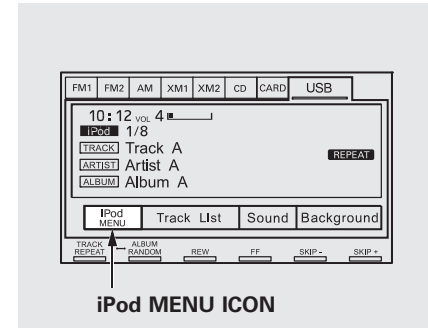 FM1 FM2 AM XM1 XM2 CD CARD USB
10:12 VOL 4
iPod 1/8
TRACK Track A
REPEAT
ARTIST Artist A
ALBUM Album A
iPod MENU Track LIst Sound Background
TRACK REPEAT ALBUM RANDOM REW FF SKIP - SKIP +
iPod MENU ICON